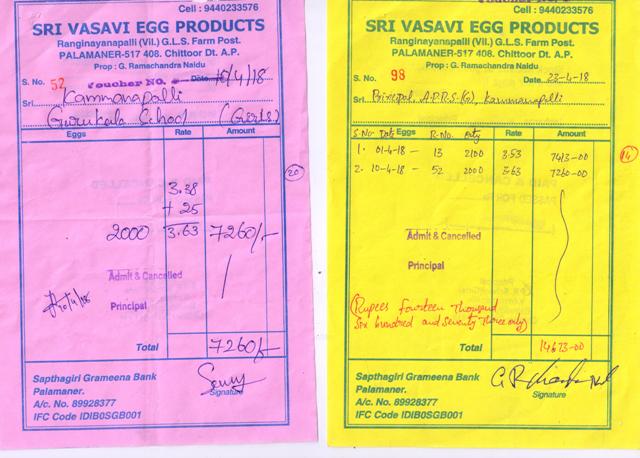 Cell : 9440233576
SRI VASAVI EGG PRODUCTS
Ranginayanapalli (Vil.) G.L.S. Farm Post.
PALAMANER-517 408. Chittoor Dt. A.P.
Prop : G. Ramachandra Naidu
S. No. 52 Voucher NO. Date 10/4/18
Sri. Kammanapalli
Gurukula School (Girls)
Eggs Rate Amount
3.38
+ 25
2000 3.63 7260/-
Admit & Cancelled
10/4/18
Principal
Total 7260/-
20
Sapthagiri Grameena Bank
Palamaner.
A/c. No. 89928377
IFC Code IDIB0SGB001
Signature
Cell : 9440233576
SRI VASAVI EGG PRODUCTS
Ranginayanapalli (Vil.) G.L.S. Farm Post.
PALAMANER-517 408. Chittoor Dt. A.P.
Prop : G. Ramachandra Naidu
S. No. 98 Date 22-4-18
Sri. Principal, A.P.R.S (G), Kammanapalli
S.No Date Eggs R.No. Qty Rate Amount
1. 01-4-18 - 13 2100 3.53 7413-00
2. 10-4-18 - 52 2000 3.63 7260-00
Admit & Cancelled
Principal
(Rupees fourteen Thousand
Six hundred and Seventy Three only)
Total 14673-00
14
Sapthagiri Grameena Bank
Palamaner.
A/c. No. 89928377
IFC Code IDIB0SGB001
Signature